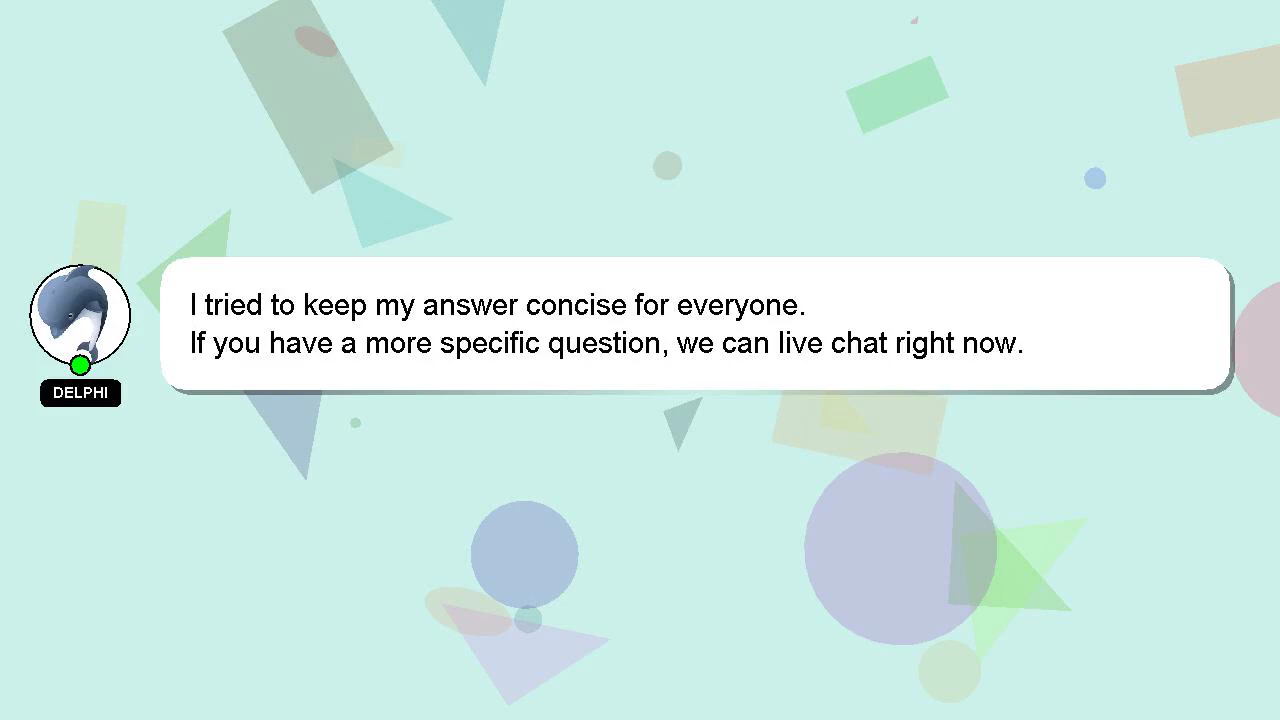 I tried to keep my answer concise for everyone.
If you have a more specific question, we can live chat right now.
DELPHI